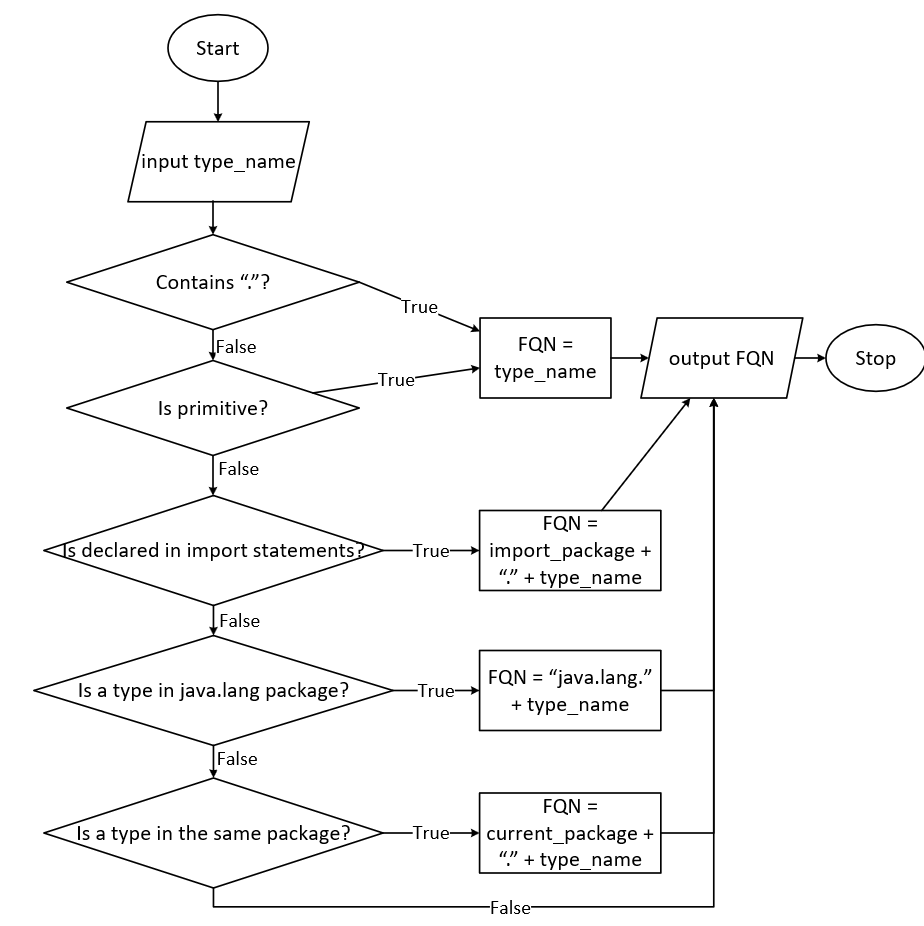 Start
input type_name
Contains “.”?
True
False
FQN =
type_name
output FQN
Stop
Is primitive?
True
False
Is declared in import statements?
True
FQN =
import_package +
“.” + type_name
False
Is a type in java.lang package?
True
FQN = “java.lang.”
+ type_name
False
Is a type in the same package?
True
FQN =
current_package +
“.” + type_name
False